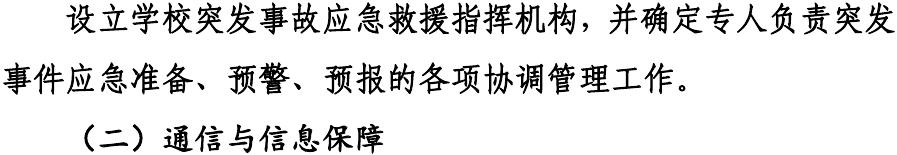 设立学校突发事故应急救援指挥机构，并确定专人负责突发
事件应急准备、预警、预报的各项协调管理工作。
（二）通信与信息保障